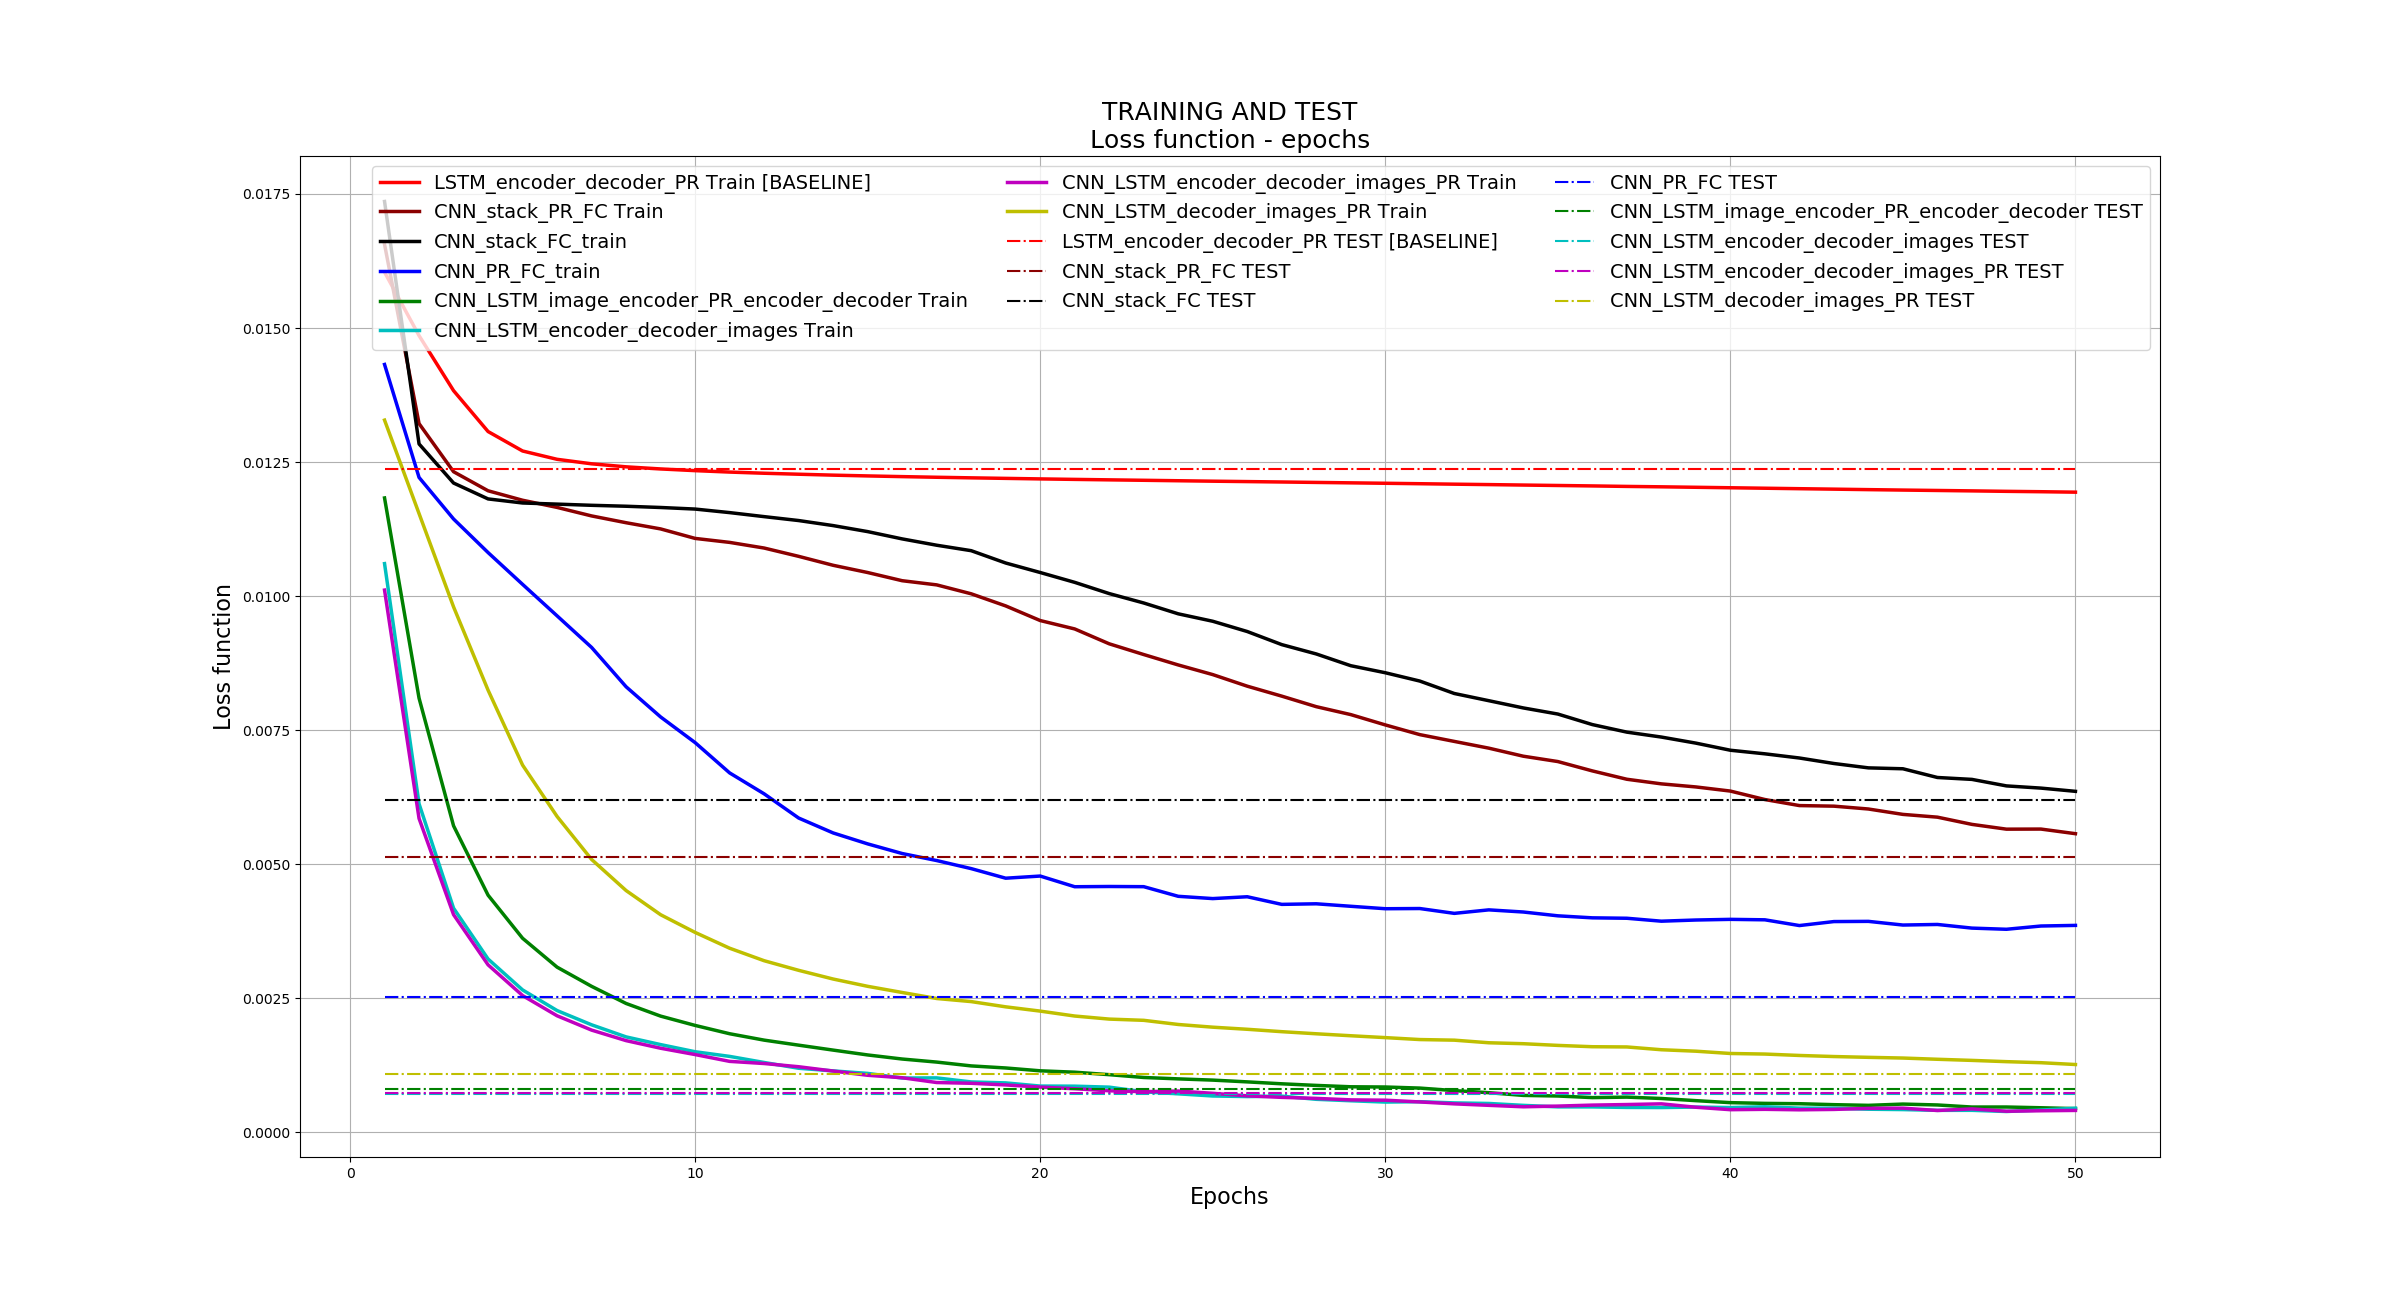 TRAINING AND TEST
Loss function - epochs
LSTM_encoder_decoder_PR Train [BASELINE]
CNN_stack_PR_FC Train
CNN_stack_FC_train
CNN_PR_FC_train
CNN_LSTM_image_encoder_PR_encoder_decoder Train
CNN_LSTM_encoder_decoder_images Train
CNN_LSTM_encoder_decoder_images_PR Train
CNN_LSTM_decoder_images_PR Train
LSTM_encoder_decoder_PR TEST [BASELINE]
CNN_stack_PR_FC TEST
CNN_stack_FC TEST
CNN_PR_FC TEST
CNN_LSTM_image_encoder_PR_encoder_decoder TEST
CNN_LSTM_encoder_decoder_images TEST
CNN_LSTM_encoder_decoder_images_PR TEST
CNN_LSTM_decoder_images_PR TEST
Loss function
0.0175
0.0150
0.0125
0.0100
0.0075
0.0050
0.0025
0.0000
0 10 20 30 40 50
Epochs